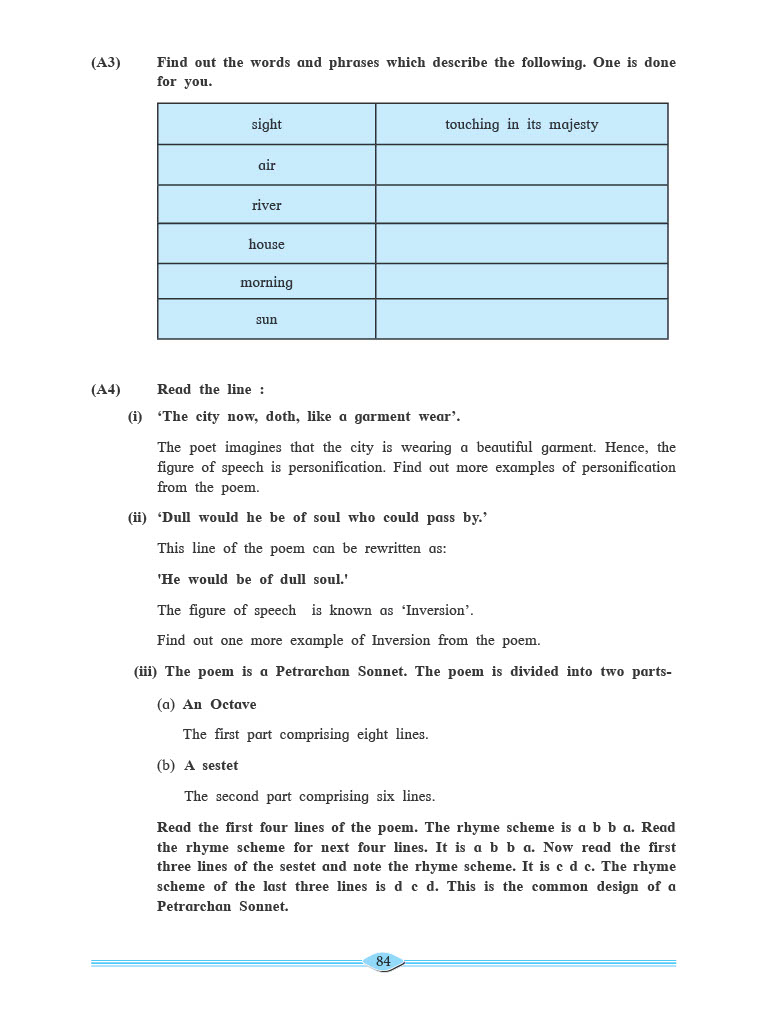 (A3) Find out the words and phrases which describe the following. One is done
for you.
sight touching in its majesty
air
river
house
morning
sun
(A4) Read the line :
(i) ‘The city now, doth, like a garment wear’.
The poet imagines that the city is wearing a beautiful garment. Hence, the
figure of speech is personification. Find out more examples of personification
from the poem.
(ii) ‘Dull would he be of soul who could pass by.’
This line of the poem can be rewritten as:
'He would be of dull soul.'
The figure of speech is known as ‘Inversion’.
Find out one more example of Inversion from the poem.
(iii) The poem is a Petrarchan Sonnet. The poem is divided into two parts-
(a) An Octave
The first part comprising eight lines.
(b) A sestet
The second part comprising six lines.
Read the first four lines of the poem. The rhyme scheme is a b b a. Read
the rhyme scheme for next four lines. It is a b b a. Now read the first
three lines of the sestet and note the rhyme scheme. It is c d c. The rhyme
scheme of the last three lines is d c d. This is the common design of a
Petrarchan Sonnet.
84